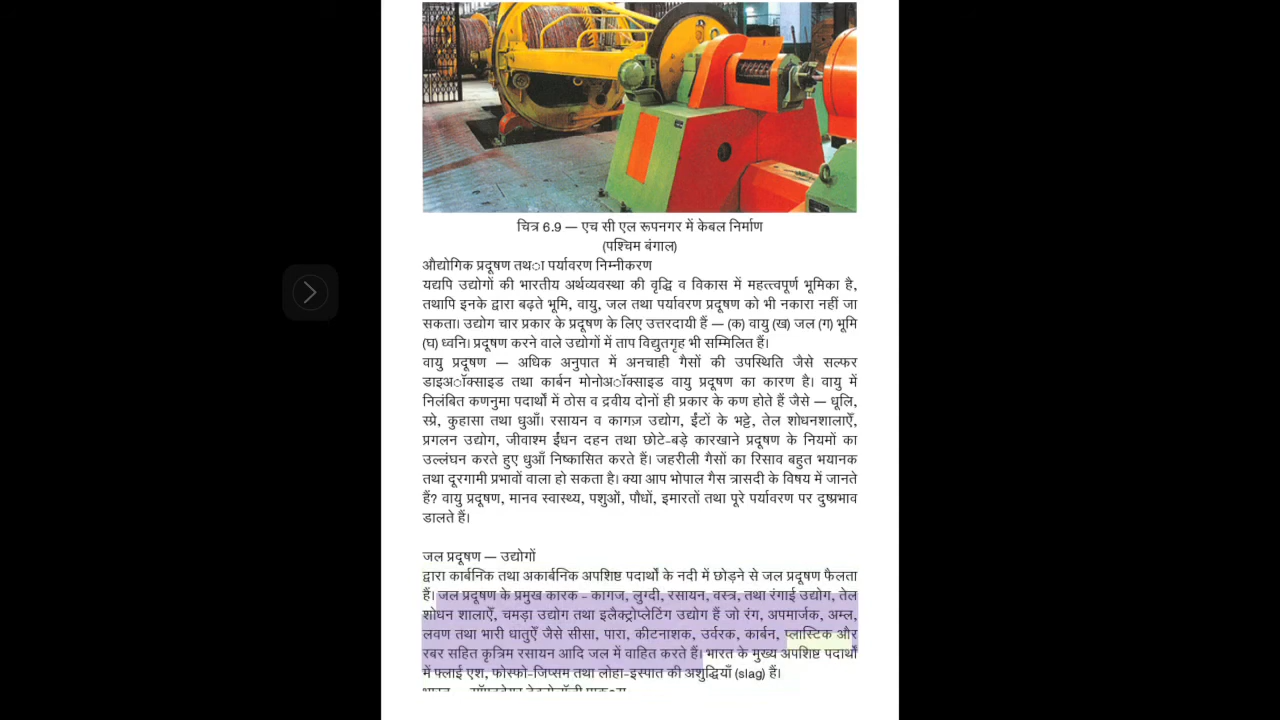 चित्र 6.9 — एच सी एल रूपनगर में केबल निर्माण
(पश्चिम बंगाल)
औद्योगिक प्रदूषण तथ◌ा पर्यावरण निम्नीकरण
यद्यपि उद्योगों की भारतीय अर्थव्यवस्था की वृद्धि व विकास में महत्त्वपूर्ण भूमिका है,
तथापि इनके द्वारा बढ़ते भूमि, वायु, जल तथा पर्यावरण प्रदूषण को भी नकारा नहीं जा
सकता। उद्योग चार प्रकार के प्रदूषण के लिए उत्तरदायी हैं — (क) वायु (ख) जल (ग) भूमि
(घ) ध्वनि। प्रदूषण करने वाले उद्योगों में ताप विद्युतगृह भी सम्मिलित हैं।
वायु प्रदूषण — अधिक अनुपात में अनचाही गैसों की उपस्थिति जैसे सल्फर
डाइअ◌ॉक्साइड तथा कार्बन मोनोअ◌ॉक्साइड वायु प्रदूषण का कारण है। वायु में
निलंबित कणनुमा पदार्थों में ठोस व द्रवीय दोनों ही प्रकार के कण होते हैं जैसे — धूलि,
स्प्रे, कुहासा तथा धुआँ। रसायन व कागज़ उद्योग, ईंटों के भट्टे, तेल शोधनशालाएँ,
प्रगलन उद्योग, जीवाश्म ईंधन दहन तथा छोटे-बड़े कारखाने प्रदूषण के नियमों का
उल्लंघन करते हुए धुआँ निष्कासित करते हैं। जहरीली गैसों का रिसाव बहुत भयानक
तथा दूरगामी प्रभावों वाला हो सकता है। क्या आप भोपाल गैस त्रासदी के विषय में जानते
हैं? वायु प्रदूषण, मानव स्वास्थ्य, पशुओं, पौधों, इमारतों तथा पूरे पर्यावरण पर दुष्प्रभाव
डालते हैं।
जल प्रदूषण — उद्योगों
द्वारा कार्बनिक तथा अकार्बनिक अपशिष्ट पदार्थों के नदी में छोड़ने से जल प्रदूषण फैलता
हैं। जल प्रदूषण के प्रमुख कारक - कागज, लुग्दी, रसायन, वस्त्र, तथा रंगाई उद्योग, तेल
शोधन शालाएँ, चमड़ा उद्योग तथा इलैक्ट्रोप्लेटिंग उद्योग हैं जो रंग, अपमार्जक, अम्ल,
लवण तथा भारी धातुएँ जैसे सीसा, पारा, कीटनाशक, उर्वरक, कार्बन, प्लास्टिक और
रबर सहित कृत्रिम रसायन आदि जल में वाहित करते हैं। भारत के मुख्य अपशिष्ट पदार्थों
में फ्लाई एश, फोस्फो-जिप्सम तथा लोहा-इस्पात की अशुद्धियाँ (slag) हैं।